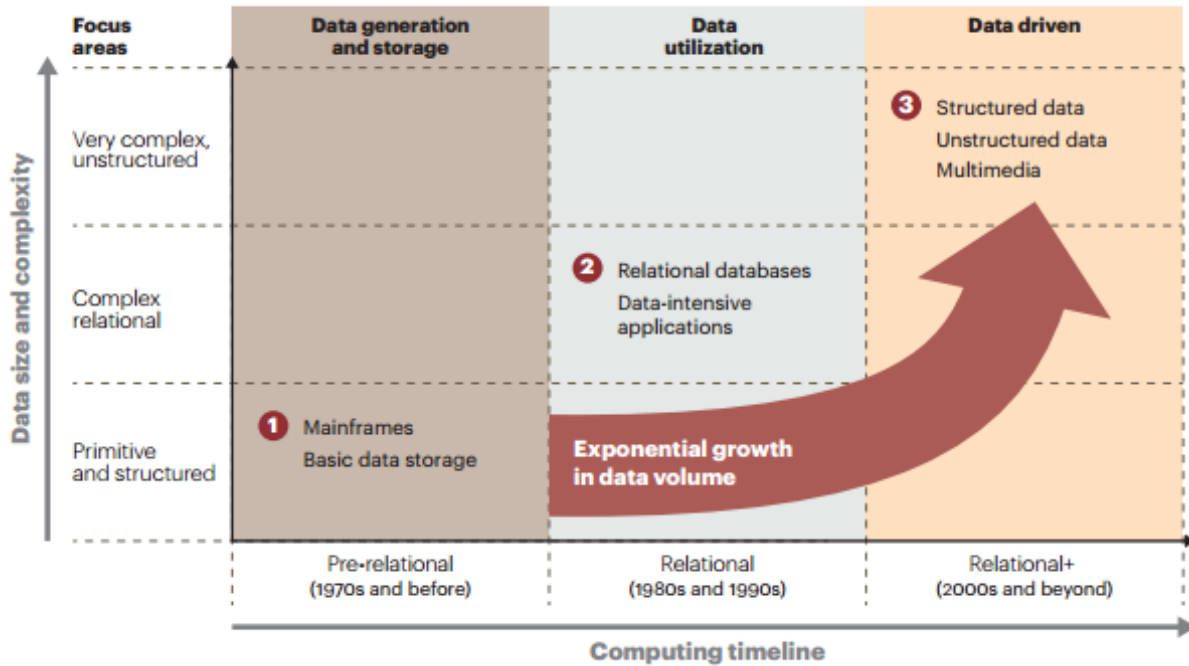 Focus
areas
Data generation
and storage
Data
utilization
Data driven
Data size and complexity
Very complex,
unstructured
3 Structured data
Unstructured data
Multimedia
Complex
relational
2 Relational databases
Data-intensive
applications
Primitive
and structured
1 Mainframes
Basic data storage
Exponential growth
in data volume
Pre-relational
(1970s and before)
Relational
(1980s and 1990s)
Relational+
(2000s and beyond)
Computing timeline